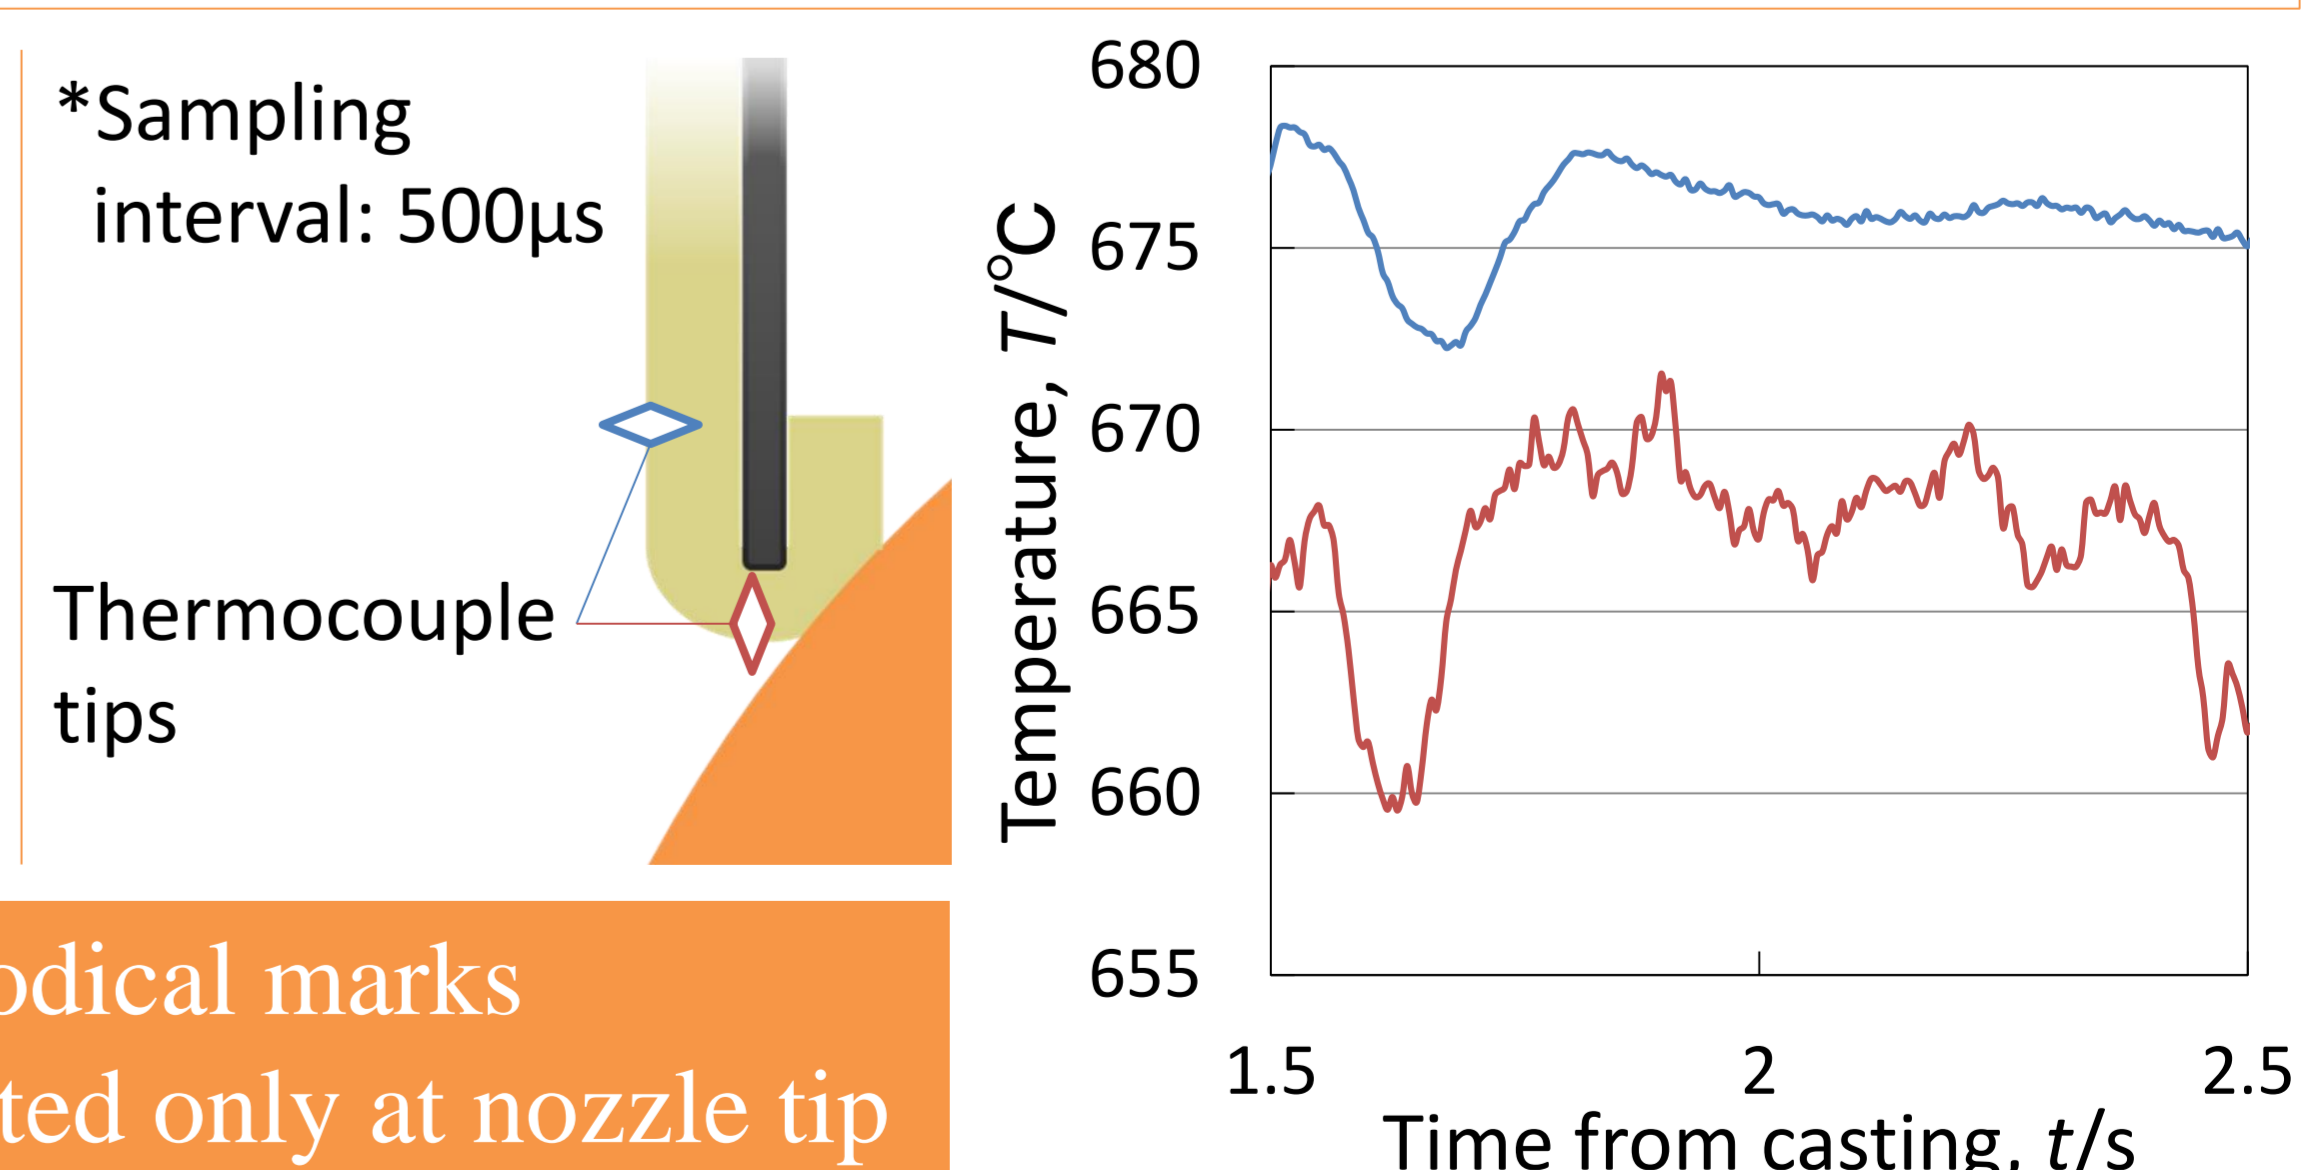 *Sampling
interval: 500µs
Thermocouple
tips
odical marks
ted only at nozzle tip
Temperature, T/°C
680
675
670
665
660
655
1.5 2 2.5
Time from casting, t/s